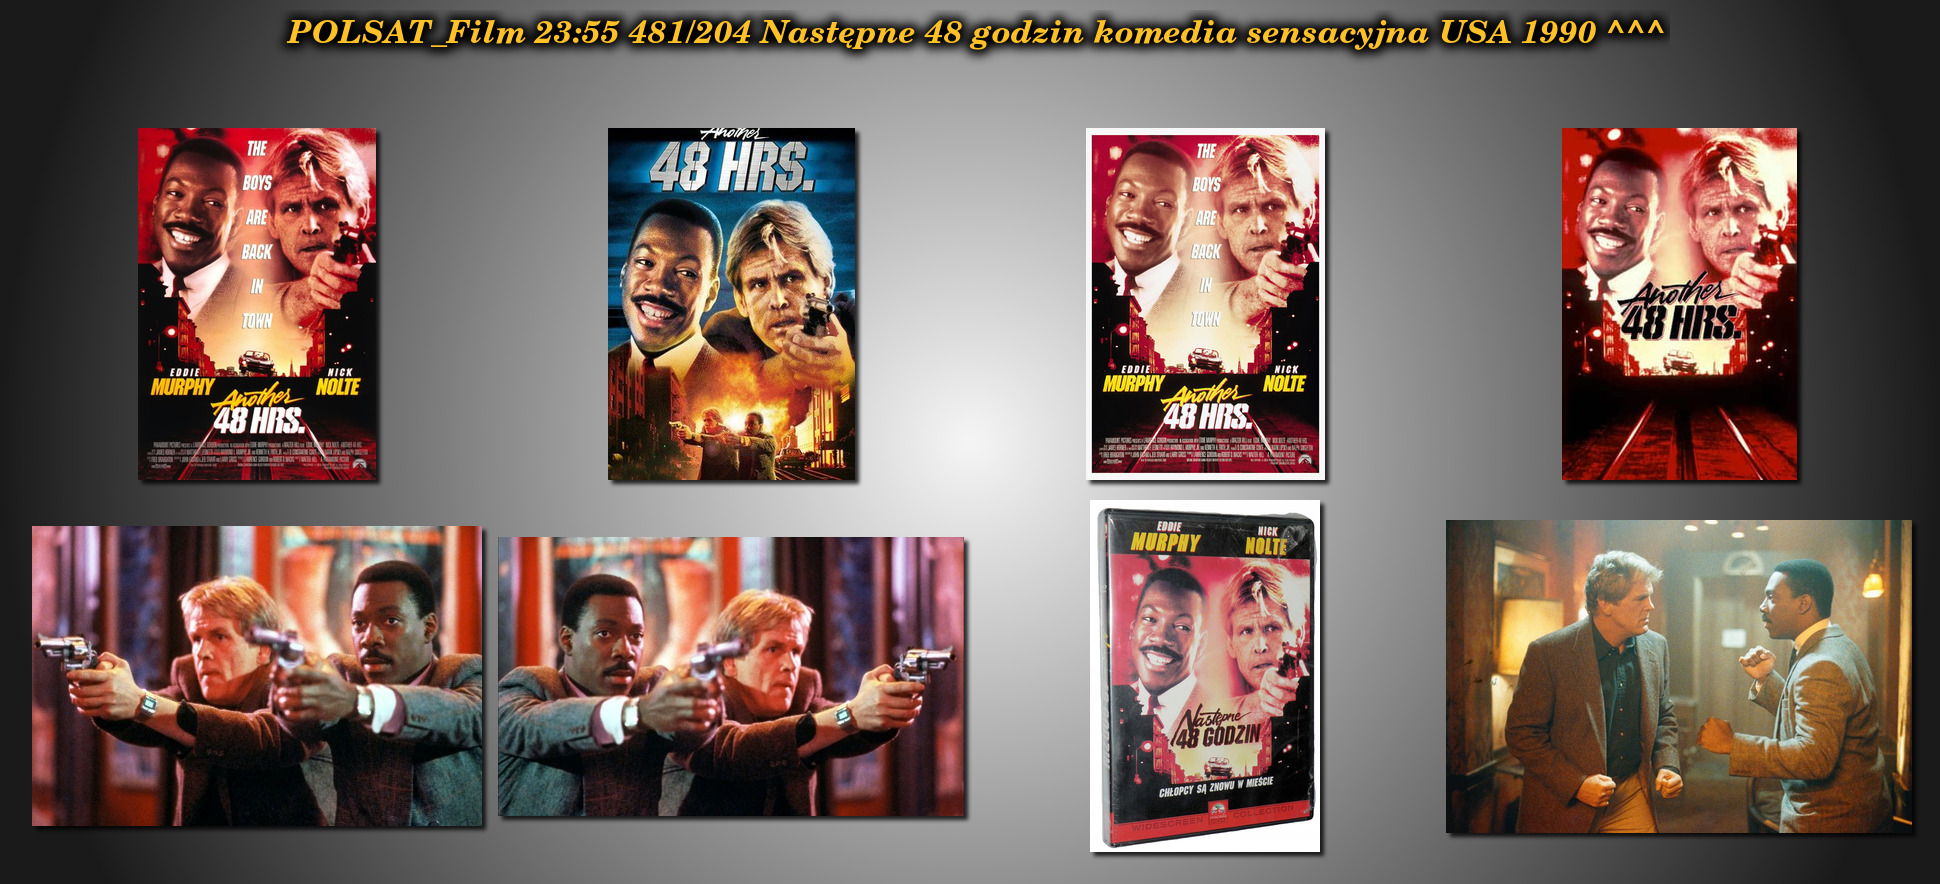 POLSAT_Film 23:55 481/204 Następne 48 godzin komedia sensacyjna USA 1990 ^^^
THE
BOYS
ARE
BACK
IN
TOWN
EDDIE
MURPHY
NICK
NOLTE
Another
48 HRS.
Another
48 HRS.
THE
BOYS
ARE
BACK
IN
TOWN
EDDIE
MURPHY
NICK
NOLTE
Another
48 HRS.
Another
48 HRS.
EDDIE
MURPHY
NICK
NOLTE
Następne
48 GODZIN
CHŁOPCY SĄ ZNOWU W MIEŚCIE
WIDESCREEN COLLECTION